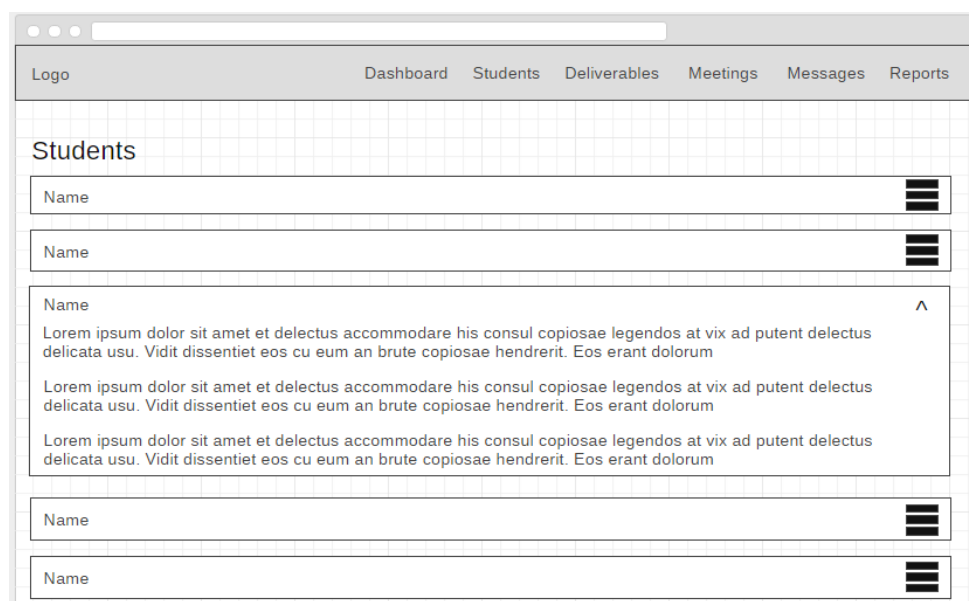 Logo Dashboard Students Deliverables Meetings Messages Reports
Students
Name
Name
Name ^
Lorem ipsum dolor sit amet et delectus accommodare his consul copiosae legendos at vix ad putent delectus
delicata usu. Vidit dissentiet eos cu eum an brute copiosae hendrerit. Eos erant dolorum
Lorem ipsum dolor sit amet et delectus accommodare his consul copiosae legendos at vix ad putent delectus
delicata usu. Vidit dissentiet eos cu eum an brute copiosae hendrerit. Eos erant dolorum
Lorem ipsum dolor sit amet et delectus accommodare his consul copiosae legendos at vix ad putent delectus
delicata usu. Vidit dissentiet eos cu eum an brute copiosae hendrerit. Eos erant dolorum
Name
Name